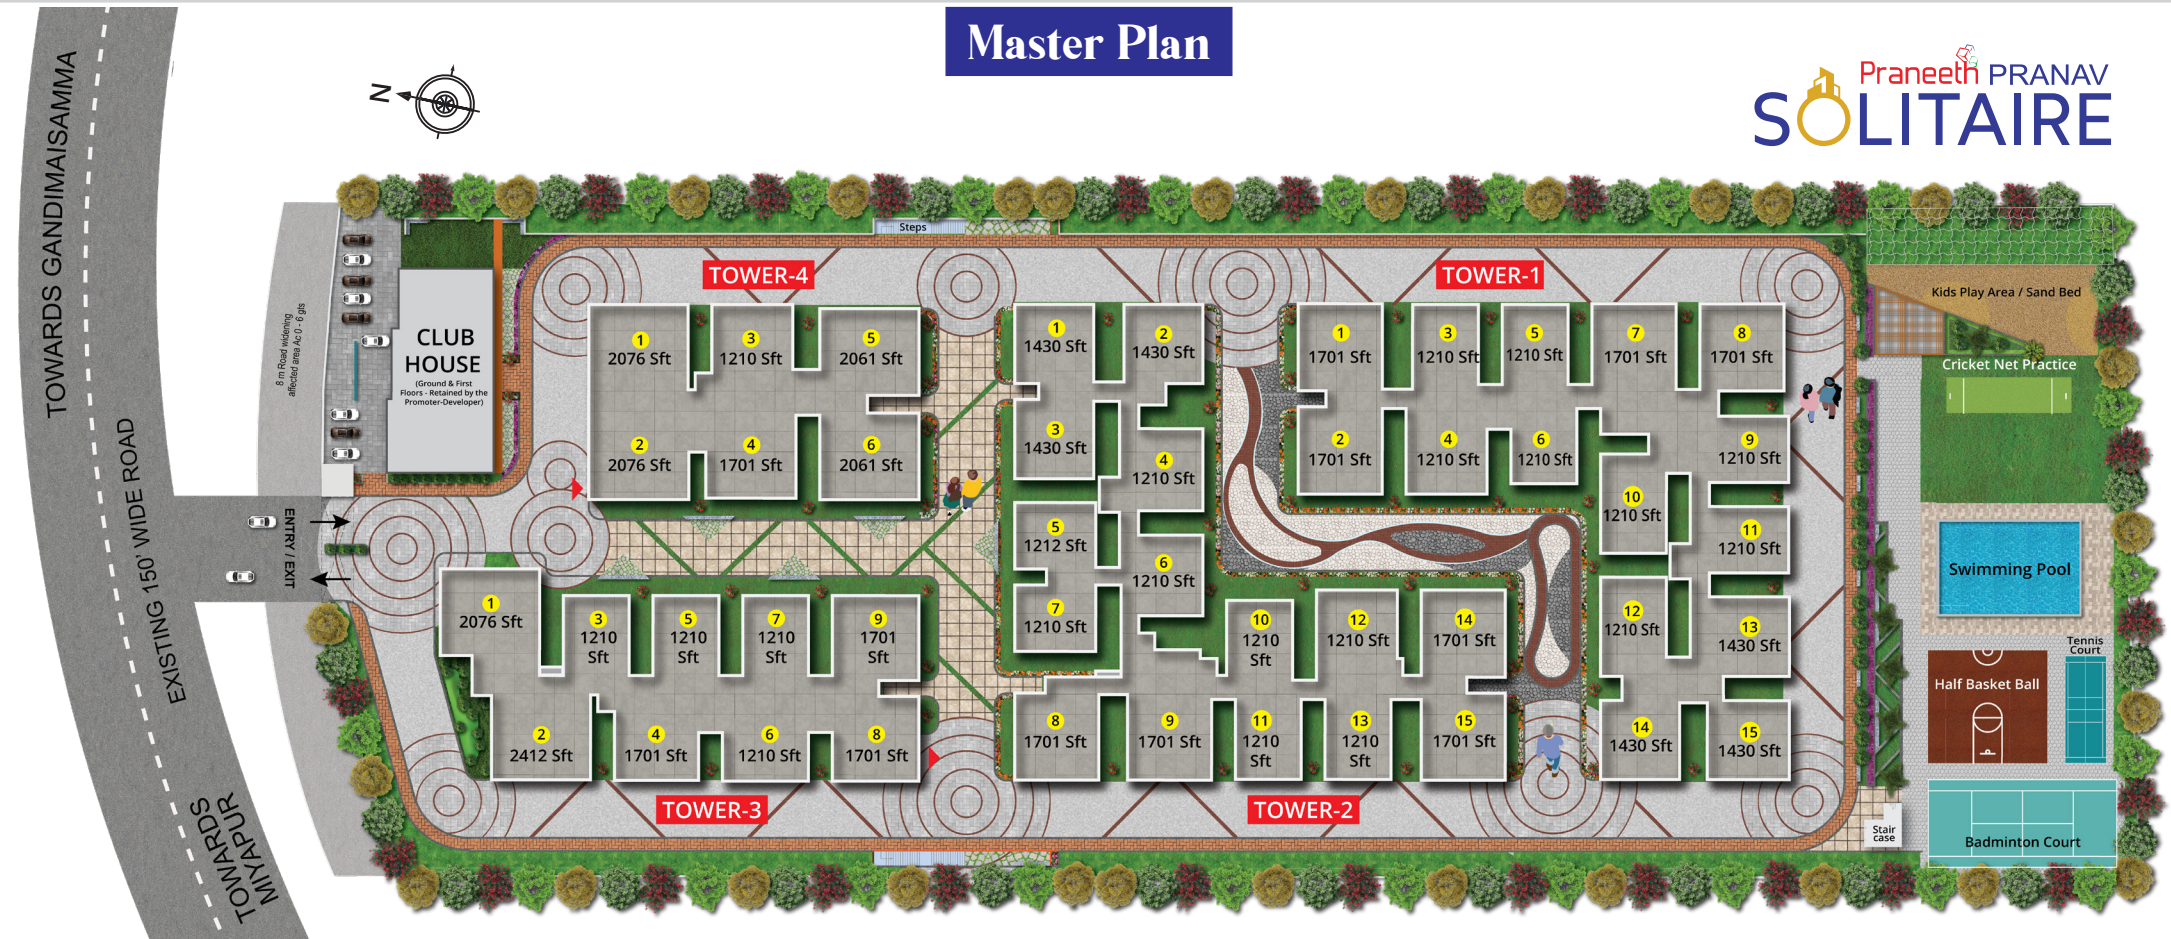 Master Plan
Praneeth PRANAV
SOLITAIRE
N
TOWARDS GANDIMAISAMMA
EXISTING 150' WIDE ROAD
TOWARDS
MIYAPUR
8 m Road widening
affected area Ac 0 - 6 gts
ENTRY / EXIT
CLUB
HOUSE
(Ground & First
Floors - Retained by the
Promoter-Developer)
Steps
TOWER-4
1
2076 Sft
3
1210 Sft
5
2061 Sft
2
2076 Sft
4
1701 Sft
6
2061 Sft
TOWER-3
1
2076 Sft
3
1210
Sft
5
1210
Sft
7
1210
Sft
9
1701
Sft
2
2412 Sft
4
1701 Sft
6
1210 Sft
8
1701 Sft
1
1430 Sft
2
1430 Sft
3
1430 Sft
4
1210 Sft
5
1212 Sft
6
1210 Sft
7
1210 Sft
10
1210
Sft
12
1210 Sft
14
1701 Sft
8
1701 Sft
9
1701 Sft
11
1210
Sft
13
1210
Sft
15
1701 Sft
TOWER-2
TOWER-1
1
1701 Sft
3
1210 Sft
5
1210 Sft
7
1701 Sft
8
1701 Sft
2
1701 Sft
4
1210 Sft
6
1210 Sft
9
1210 Sft
10
1210 Sft
11
1210 Sft
12
1210 Sft
13
1430 Sft
14
1430 Sft
15
1430 Sft
Kids Play Area / Sand Bed
Cricket Net Practice
Swimming Pool
Tennis
Court
Half Basket Ball
Stair
case
Badminton Court